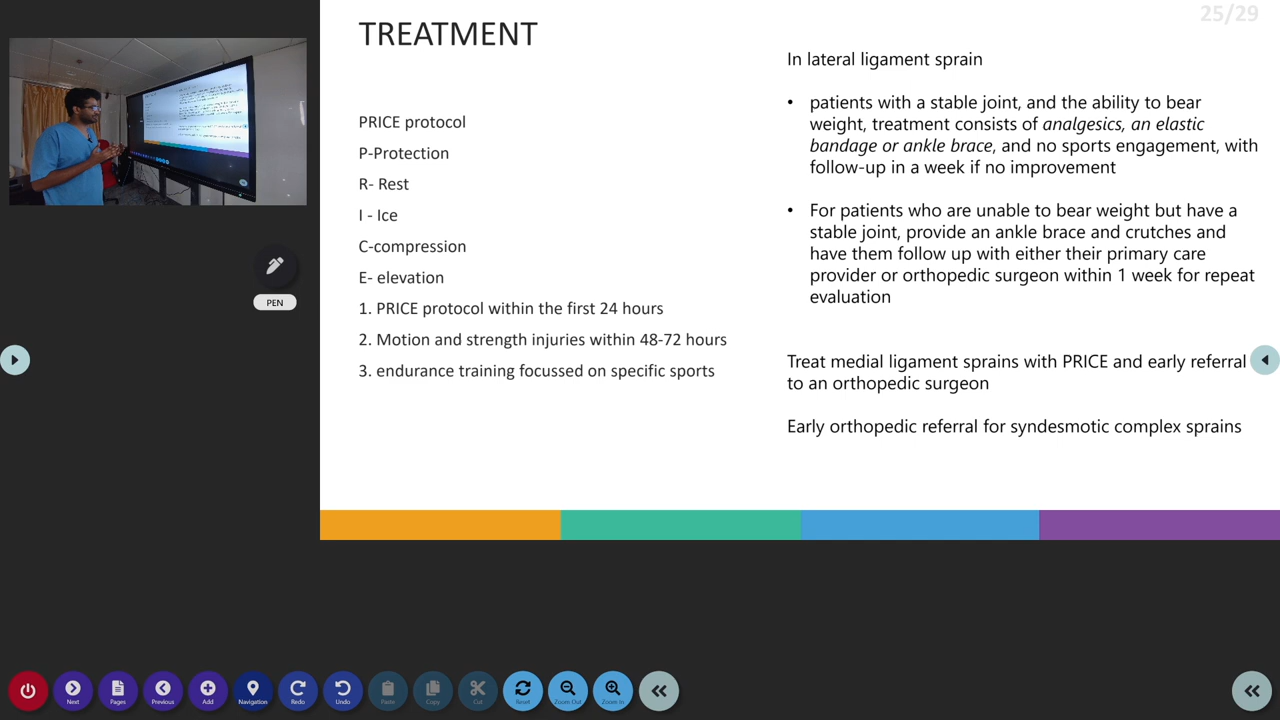 25/29
TREATMENT
PRICE protocol
P-Protection
R- Rest
I - Ice
C-compression
E- elevation
1. PRICE protocol within the first 24 hours
2. Motion and strength injuries within 48-72 hours
3. endurance training focussed on specific sports
In lateral ligament sprain
• patients with a stable joint, and the ability to bear
weight, treatment consists of analgesics, an elastic
bandage or ankle brace, and no sports engagement, with
follow-up in a week if no improvement
• For patients who are unable to bear weight but have a
stable joint, provide an ankle brace and crutches and
have them follow up with either their primary care
provider or orthopedic surgeon within 1 week for repeat
evaluation
Treat medial ligament sprains with PRICE and early referral
to an orthopedic surgeon
Early orthopedic referral for syndesmotic complex sprains
PEN
Next
Pages
Previous
Add
Navigation
Redo
Undo
Paste
Copy
Cut
Reset
Zoom Out
Zoom In